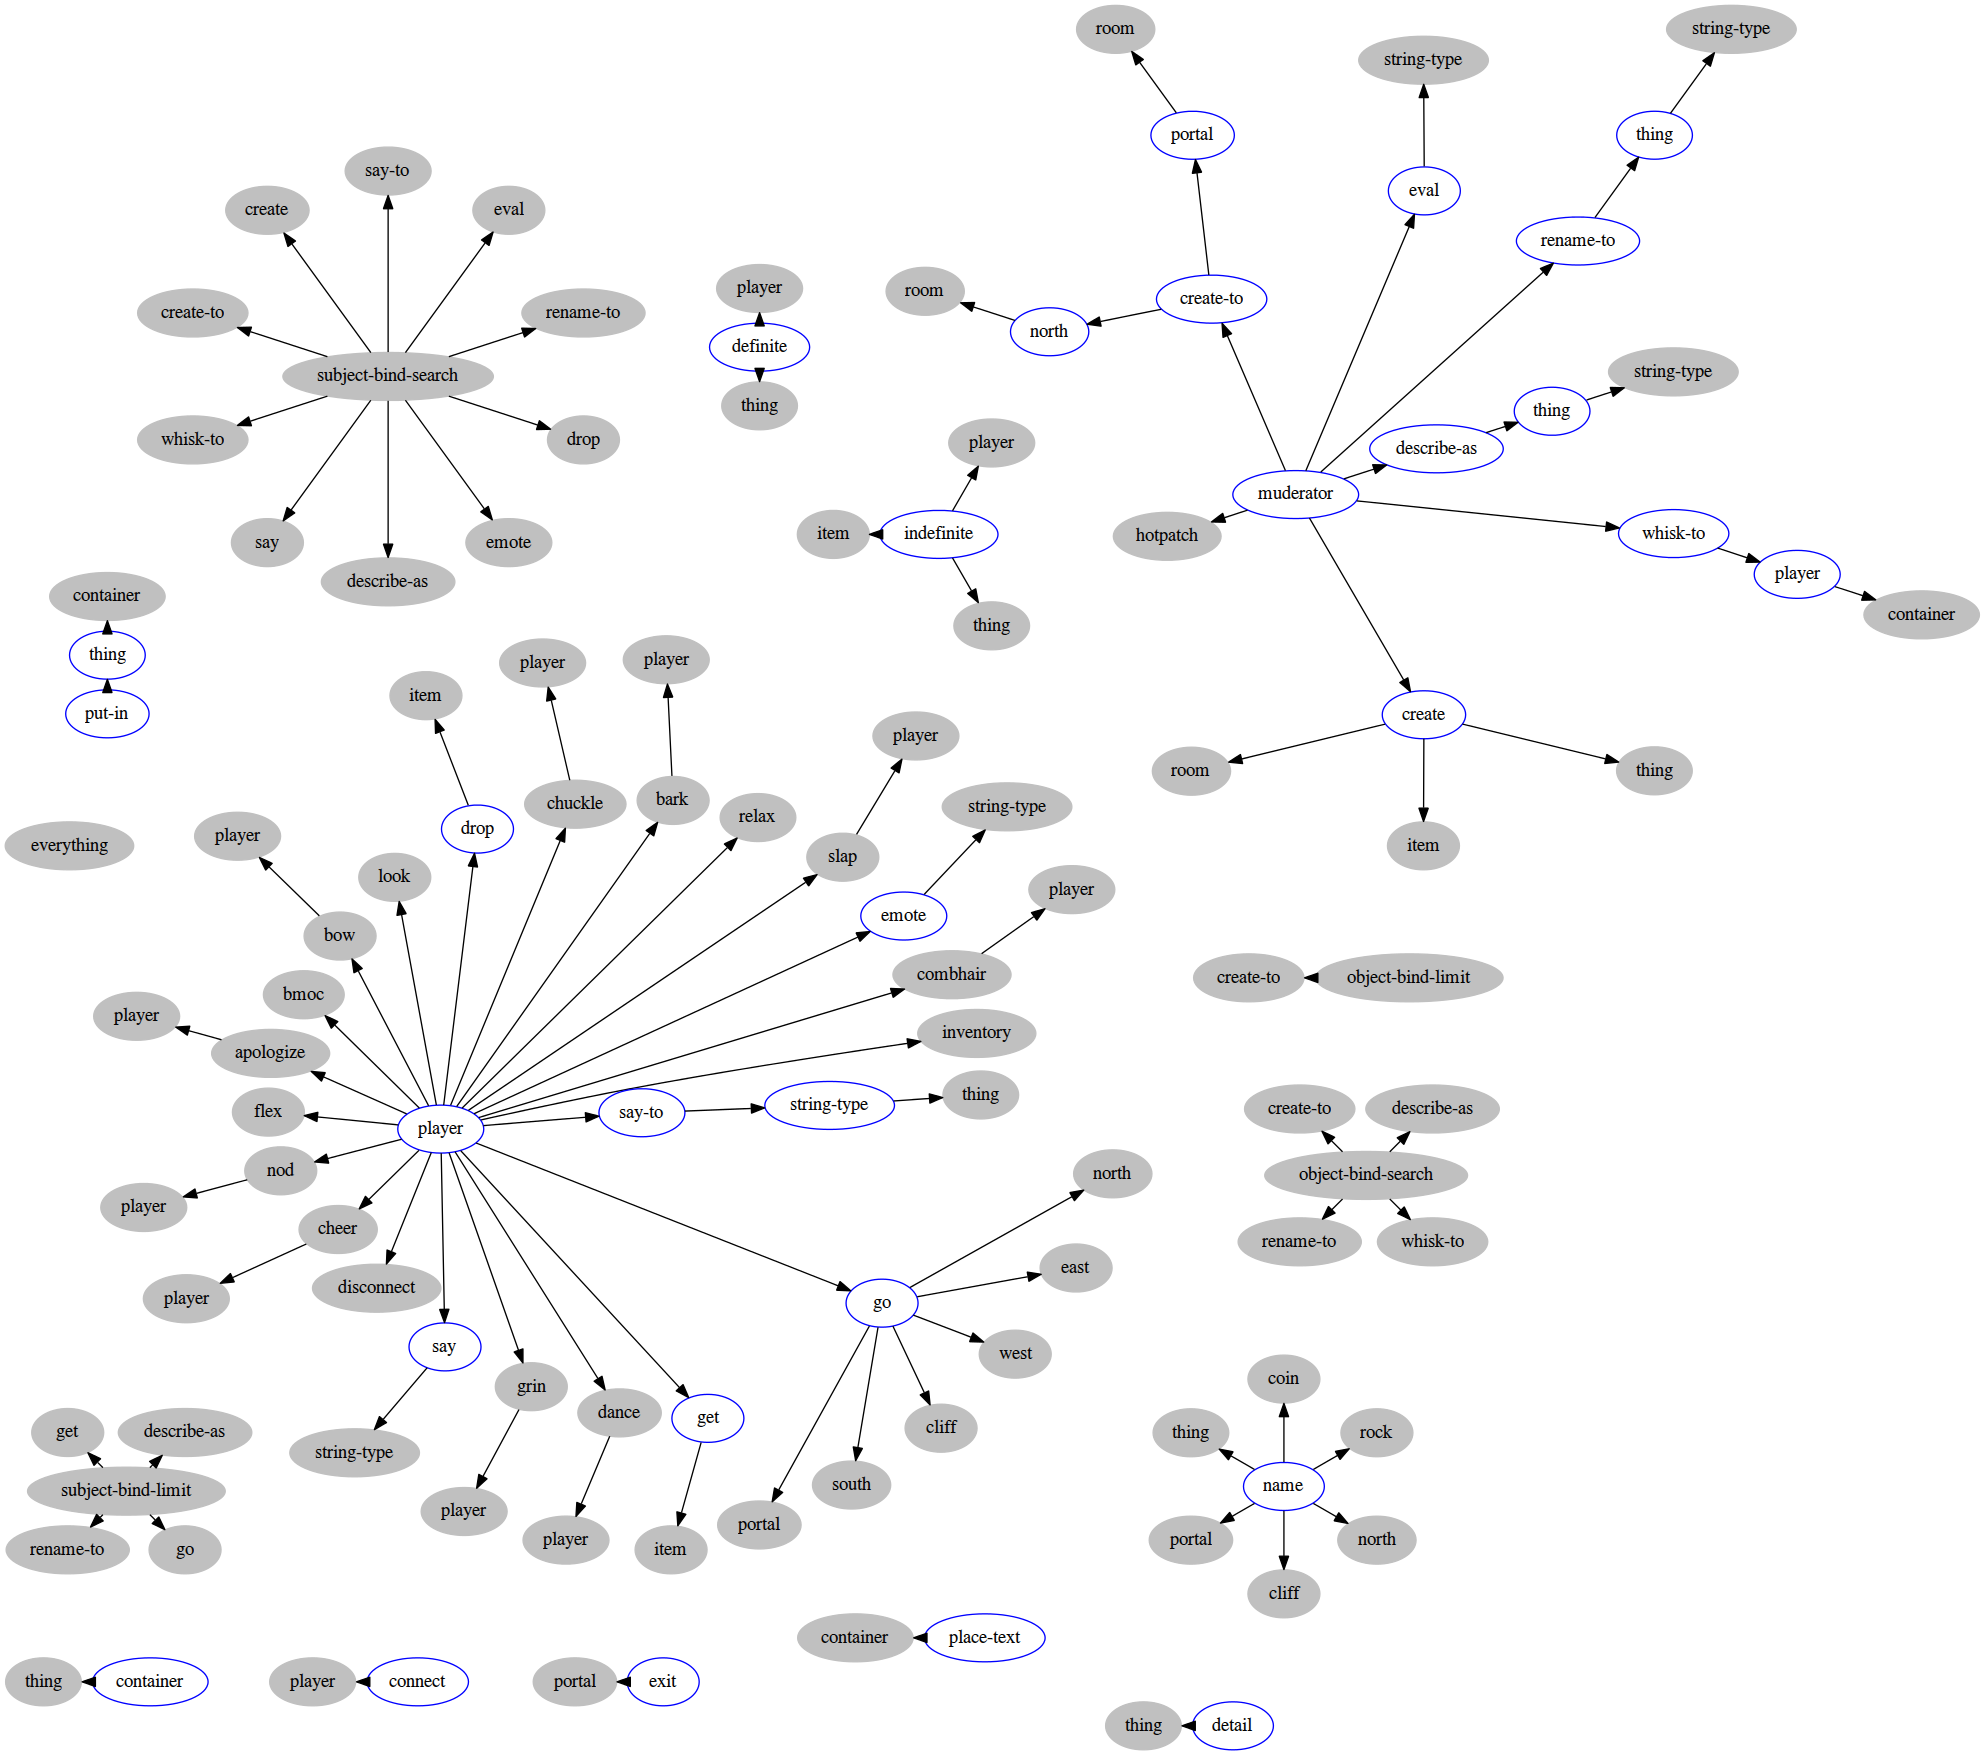 room
string-type
string-type
portal
thing
say-to
eval
create
eval
rename-to
player
room
create-to
create-to
rename-to
north
definite
subject-bind-search
string-type
thing
thing
whisk-to
drop
player
describe-as
muderator
item
indefinite
hotpatch
whisk-to
say
emote
player
describe-as
container
container
thing
thing
player
player
put-in
item
create
player
room
thing
chuckle
bark
relax
string-type
everything
player
drop
slap
item
look
player
emote
bow
combhair
create-to
object-bind-limit
bmoc
player
inventory
apologize
thing
flex
say-to
string-type
create-to
describe-as
player
nod
north
object-bind-search
player
cheer
rename-to
whisk-to
east
disconnect
player
go
say
west
coin
grin
dance
get
cliff
get
describe-as
thing
rock
string-type
subject-bind-limit
south
name
player
portal
rename-to
go
player
item
portal
north
cliff
container
place-text
thing
container
player
connect
portal
exit
thing
detail